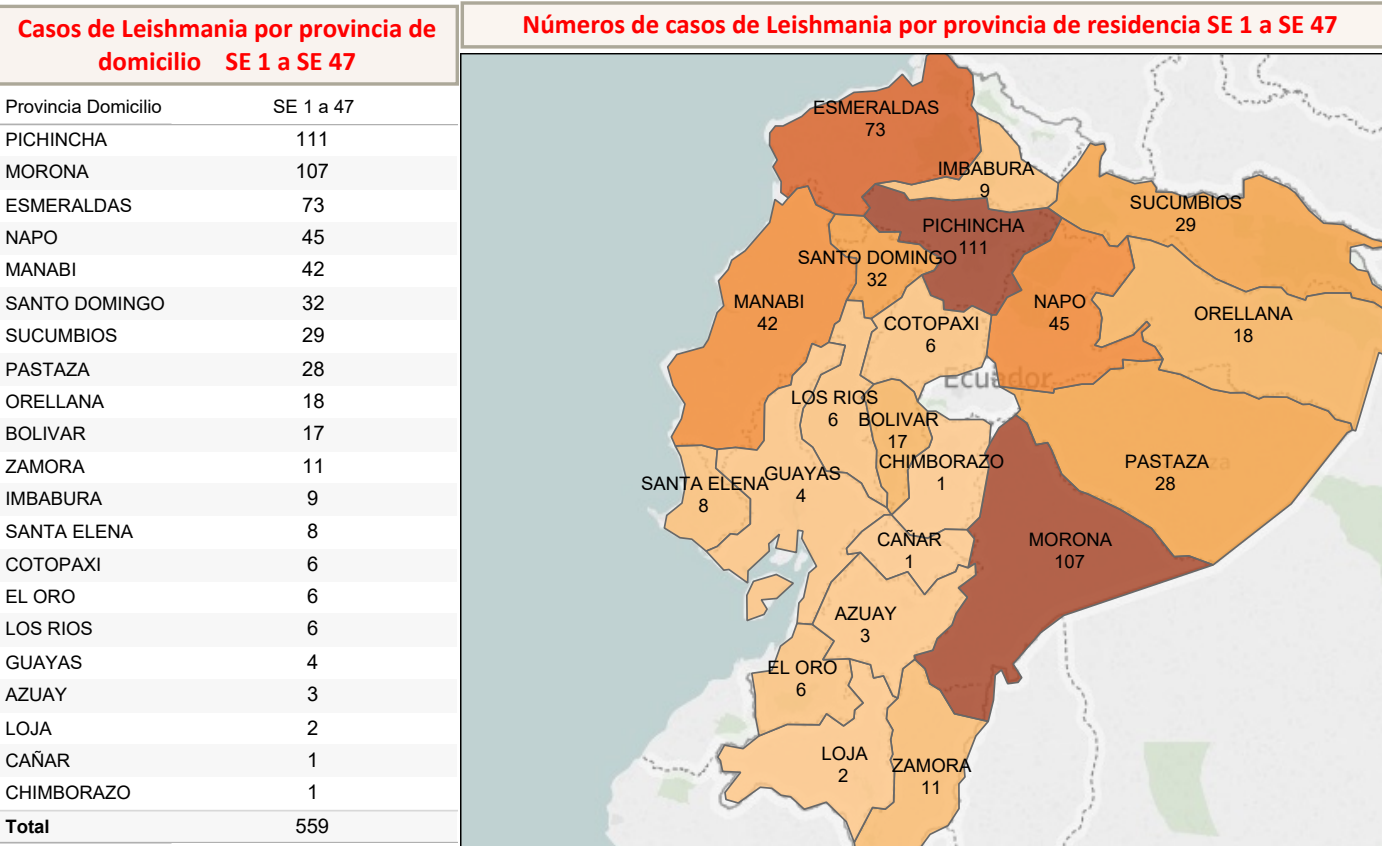 Casos de Leishmania por provincia de
domicilio SE 1 a SE 47
Provincia Domicilio SE 1 a 47
PICHINCHA 111
MORONA 107
ESMERALDAS 73
NAPO 45
MANABI 42
SANTO DOMINGO 32
SUCUMBIOS 29
PASTAZA 28
ORELLANA 18
BOLIVAR 17
ZAMORA 11
IMBABURA 9
SANTA ELENA 8
COTOPAXI 6
EL ORO 6
LOS RIOS 6
GUAYAS 4
AZUAY 3
LOJA 2
CAÑAR 1
CHIMBORAZO 1
Total 559
Números de casos de Leishmania por provincia de residencia SE 1 a SE 47
ESMERALDAS
73
IMBABURA
9
SUCUMBIOS
29
PICHINCHA
111
SANTO DOMINGO
32
MANABI
42
NAPO
45
ORELLANA
18
COTOPAXI
6
Ecuador
LOS RIOS
6
BOLIVAR
17
CHIMBORAZO
1
PASTAZA
28
SANTA ELENA
8
GUAYAS
4
CAÑAR
1
MORONA
107
AZUAY
3
EL ORO
6
LOJA
2
ZAMORA
11